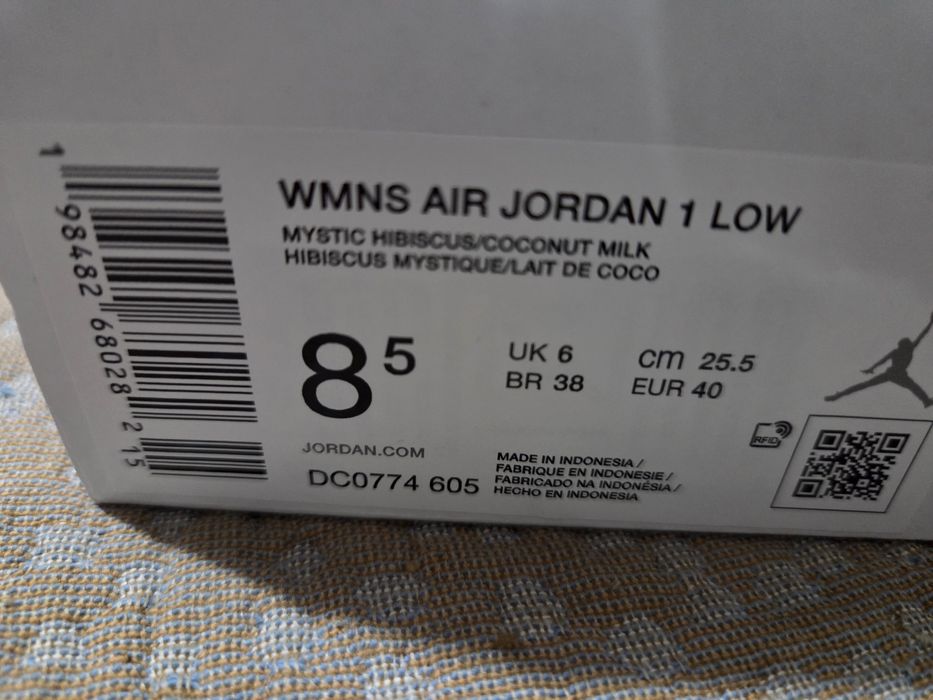 WMNS AIR JORDAN 1 LOW
MYSTIC HIBISCUS/COCONUT MILK
HIBISCUS MYSTIQUE/LAIT DE COCO
8⁵
UK 6
BR 38
cm 25.5
EUR 40
JORDAN.COM
DC0774 605
MADE IN INDONESIA /
FABRIQUE EN INDONESIE /
FABRICADO NA INDONÉSIA /
HECHO EN INDONESIA
RFID
1 98482 68028 2 15